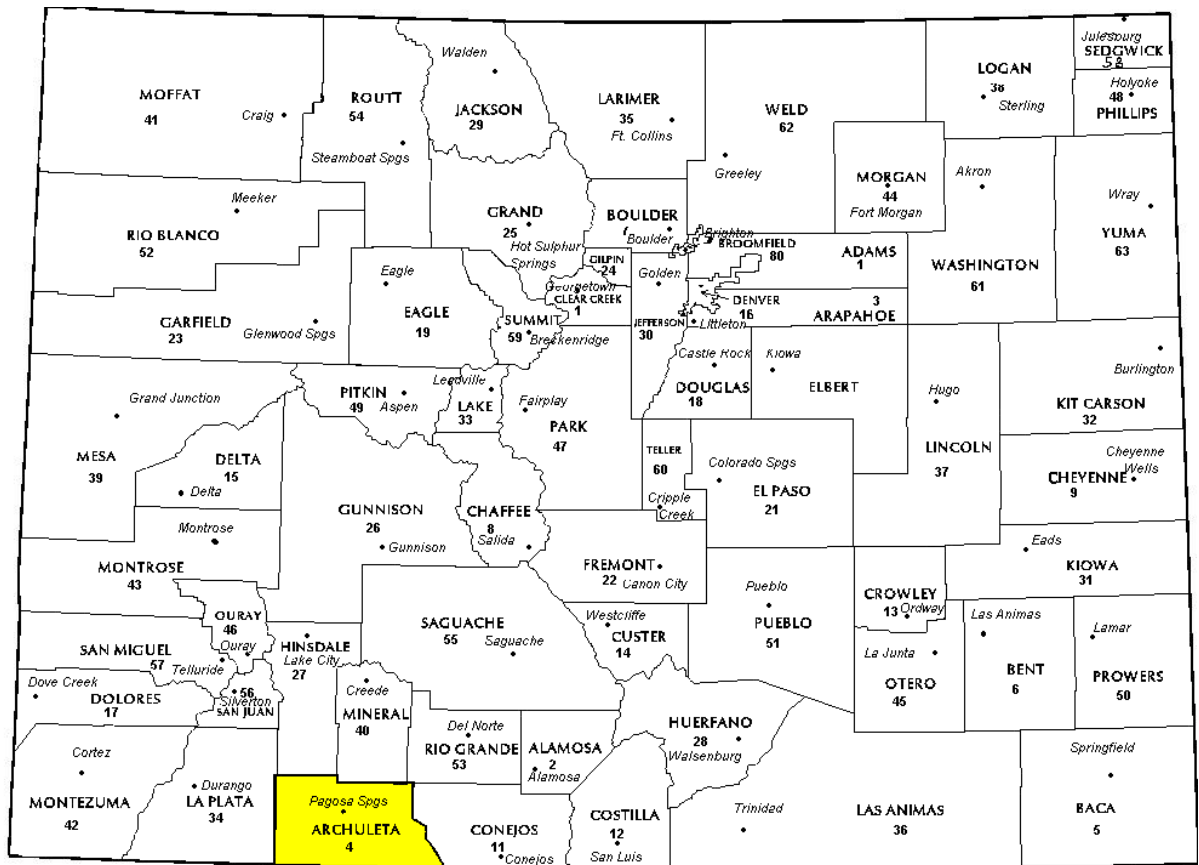 MOFFAT
41
Craig
ROUTT
54
Steamboat Spgs
Walden
JACKSON
29
LARIMER
35
Ft. Collins
WELD
62
Greeley
LOGAN
38
Sterling
Julesburg
SEDGWICK
58
Holyoke
48
PHILLIPS
MORGAN
44
Fort Morgan
Akron
WASHINGTON
61
Wray
YUMA
63
Meeker
RIO BLANCO
52
GRAND
25
Hot Sulphur
Springs
BOULDER
Boulder
GILPIN
24
Brighton
BROOMFIELD
80
ADAMS
1
Golden
Georgetown
CLEAR CREEK
1
DENVER
16
3
ARAPAHOE
Littleton
JEFFERSON
30
Eagle
EAGLE
19
SUMMIT
59
Breckenridge
GARFIELD
23
Glenwood Spgs
Castle Rock
DOUGLAS
18
Kiowa
ELBERT
Hugo
LINCOLN
37
Burlington
KIT CARSON
32
PITKIN
49
Aspen
Leadville
LAKE
33
Fairplay
PARK
47
Grand Junction
MESA
39
DELTA
15
Delta
TELLER
60
Cripple
Creek
Colorado Spgs
EL PASO
21
Cheyenne
Wells
CHEYENNE
9
GUNNISON
26
Gunnison
CHAFFEE
8
Salida
Montrose
MONTROSE
43
FREMONT
22
Canon City
Pueblo
PUEBLO
51
CROWLEY
13
Ordway
Eads
KIOWA
31
OURAY
46
Ouray
HINSDALE
Lake City
27
SAGUACHE
55
Saguache
Westcliffe
CUSTER
14
La Junta
OTERO
45
Las Animas
BENT
6
Lamar
PROWERS
50
SAN MIGUEL
57
Telluride
Dove Creek
DOLORES
17
56
Silverton
SAN JUAN
Creede
MINERAL
40
Del Norte
RIO GRANDE
53
ALAMOSA
2
Alamosa
HUERFANO
28
Walsenburg
Cortez
MONTEZUMA
42
Durango
LA PLATA
34
Pagosa Spgs
ARCHULETA
4
CONEJOS
11
Conejos
COSTILLA
12
San Luis
Trinidad
LAS ANIMAS
36
Springfield
BACA
5